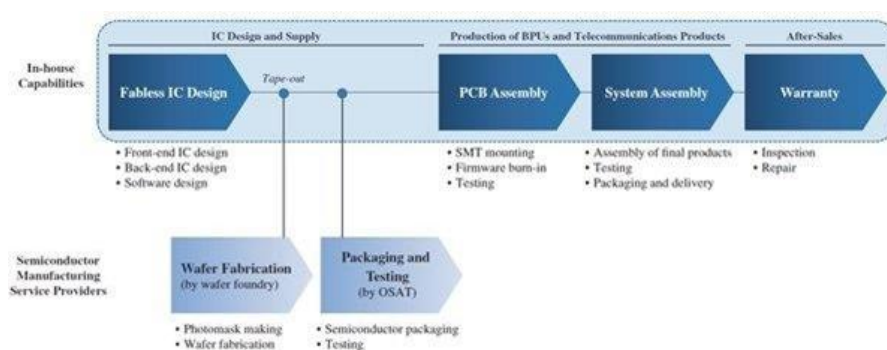 IC Design and Supply
Production of BPUs and Telecommunications Products
After-Sales
In-house
Capabilities
Fabless IC Design
Tape-out
PCB Assembly
System Assembly
Warranty
• Front-end IC design
• Back-end IC design
• Software design
• SMT mounting
• Firmware burn-in
• Testing
• Assembly of final products
• Testing
• Packaging and delivery
• Inspection
• Repair
Semiconductor
Manufacturing
Service Providers
Wafer Fabrication
(by wafer foundry)
Packaging and
Testing
(by OSAT)
• Photomask making
• Wafer fabrication
• Semiconductor packaging
• Testing